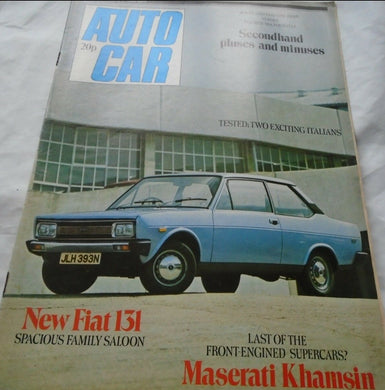 AUTO
20p
CAR
Secondhand
pluses and minuses
TESTED: TWO EXCITING ITALIANS
JLH 393N
New Fiat 131
SPACIOUS FAMILY SALOON
LAST OF THE
FRONT-ENGINED SUPERCARS?
Maserati Khamsin